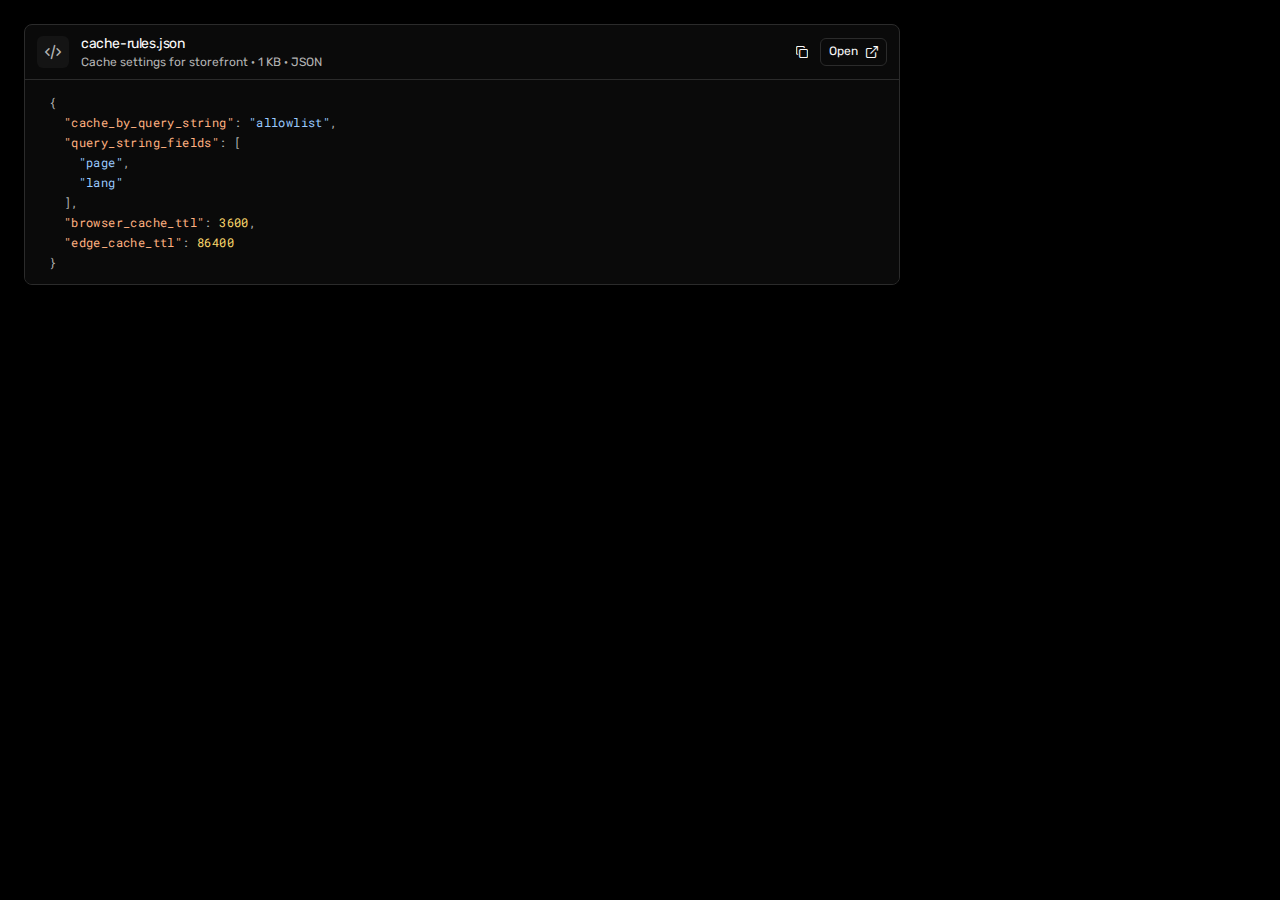 cache-rules.json
Cache settings for storefront • 1 KB • JSON
Open
{
  "cache_by_query_string": "allowlist",
  "query_string_fields": [
    "page",
    "lang"
  ],
  "browser_cache_ttl": 3600,
  "edge_cache_ttl": 86400
}